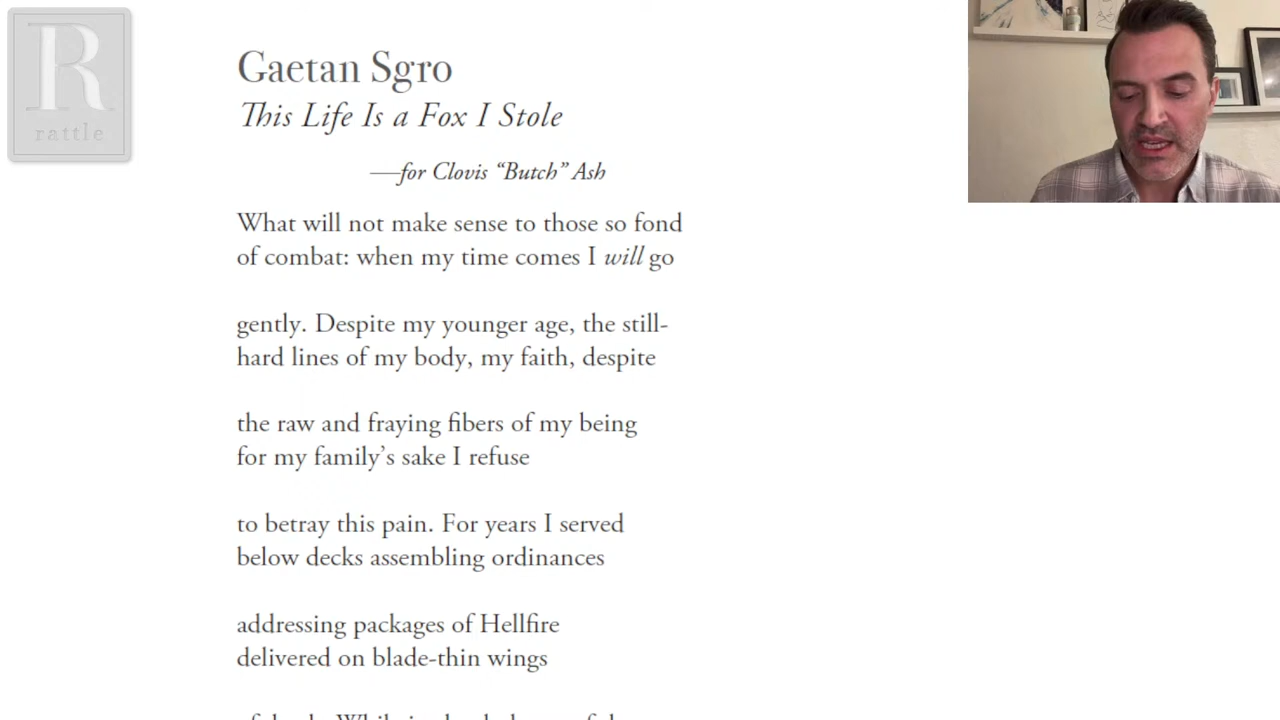 R
rattle
Gaetan Sgro
This Life Is a Fox I Stole
—for Clovis “Butch” Ash
What will not make sense to those so fond
of combat: when my time comes I will go
gently. Despite my younger age, the still-
hard lines of my body, my faith, despite
the raw and fraying fibers of my being
for my family’s sake I refuse
to betray this pain. For years I served
below decks assembling ordinances
addressing packages of Hellfire
delivered on blade-thin wings